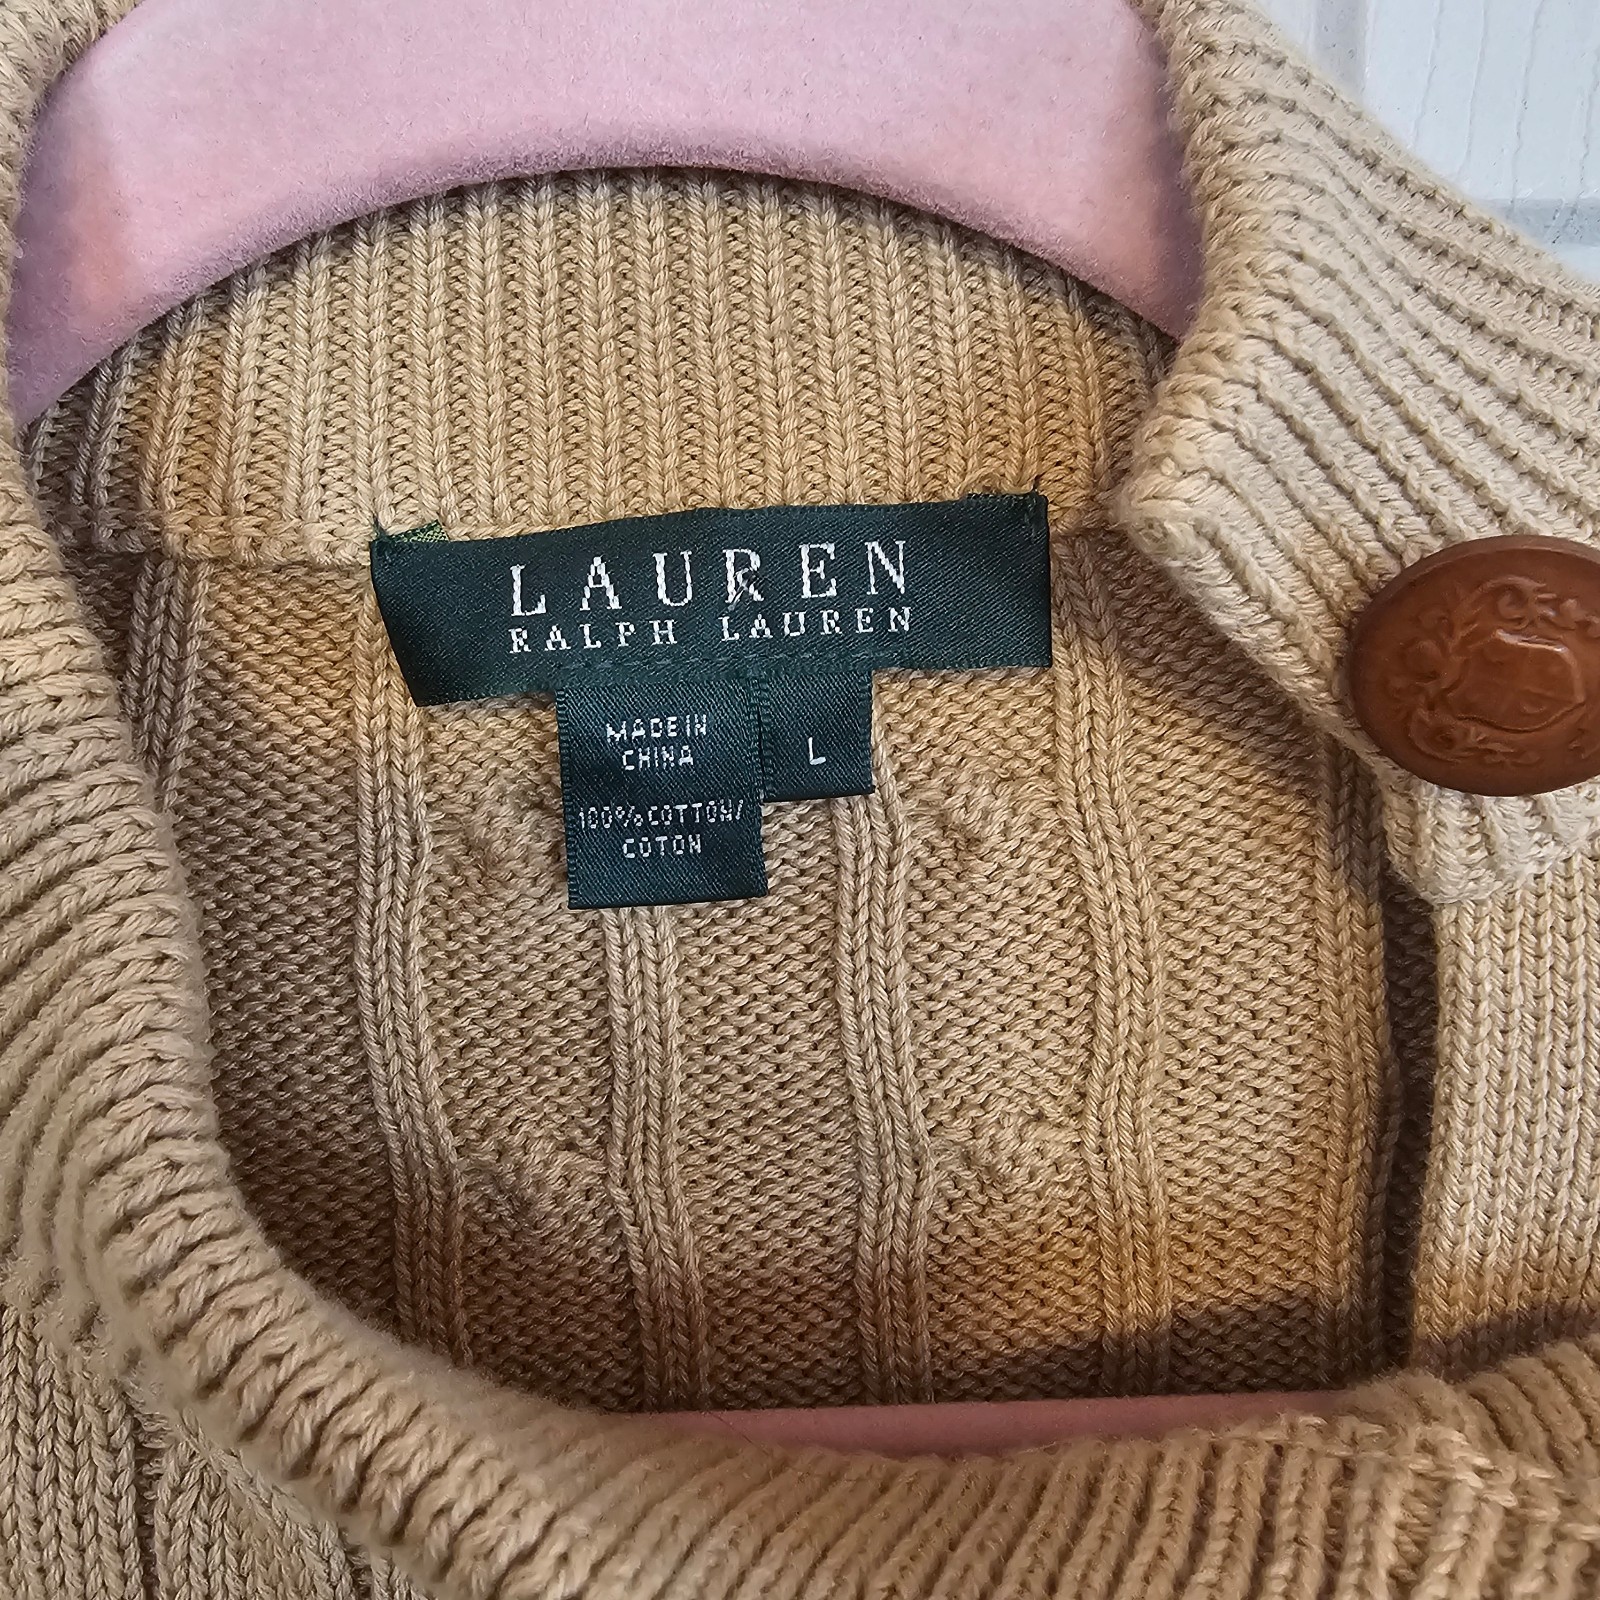 LAUREN
RALPH LAUREN
MADE IN
CHINA
L
100% COTTON/
COTON